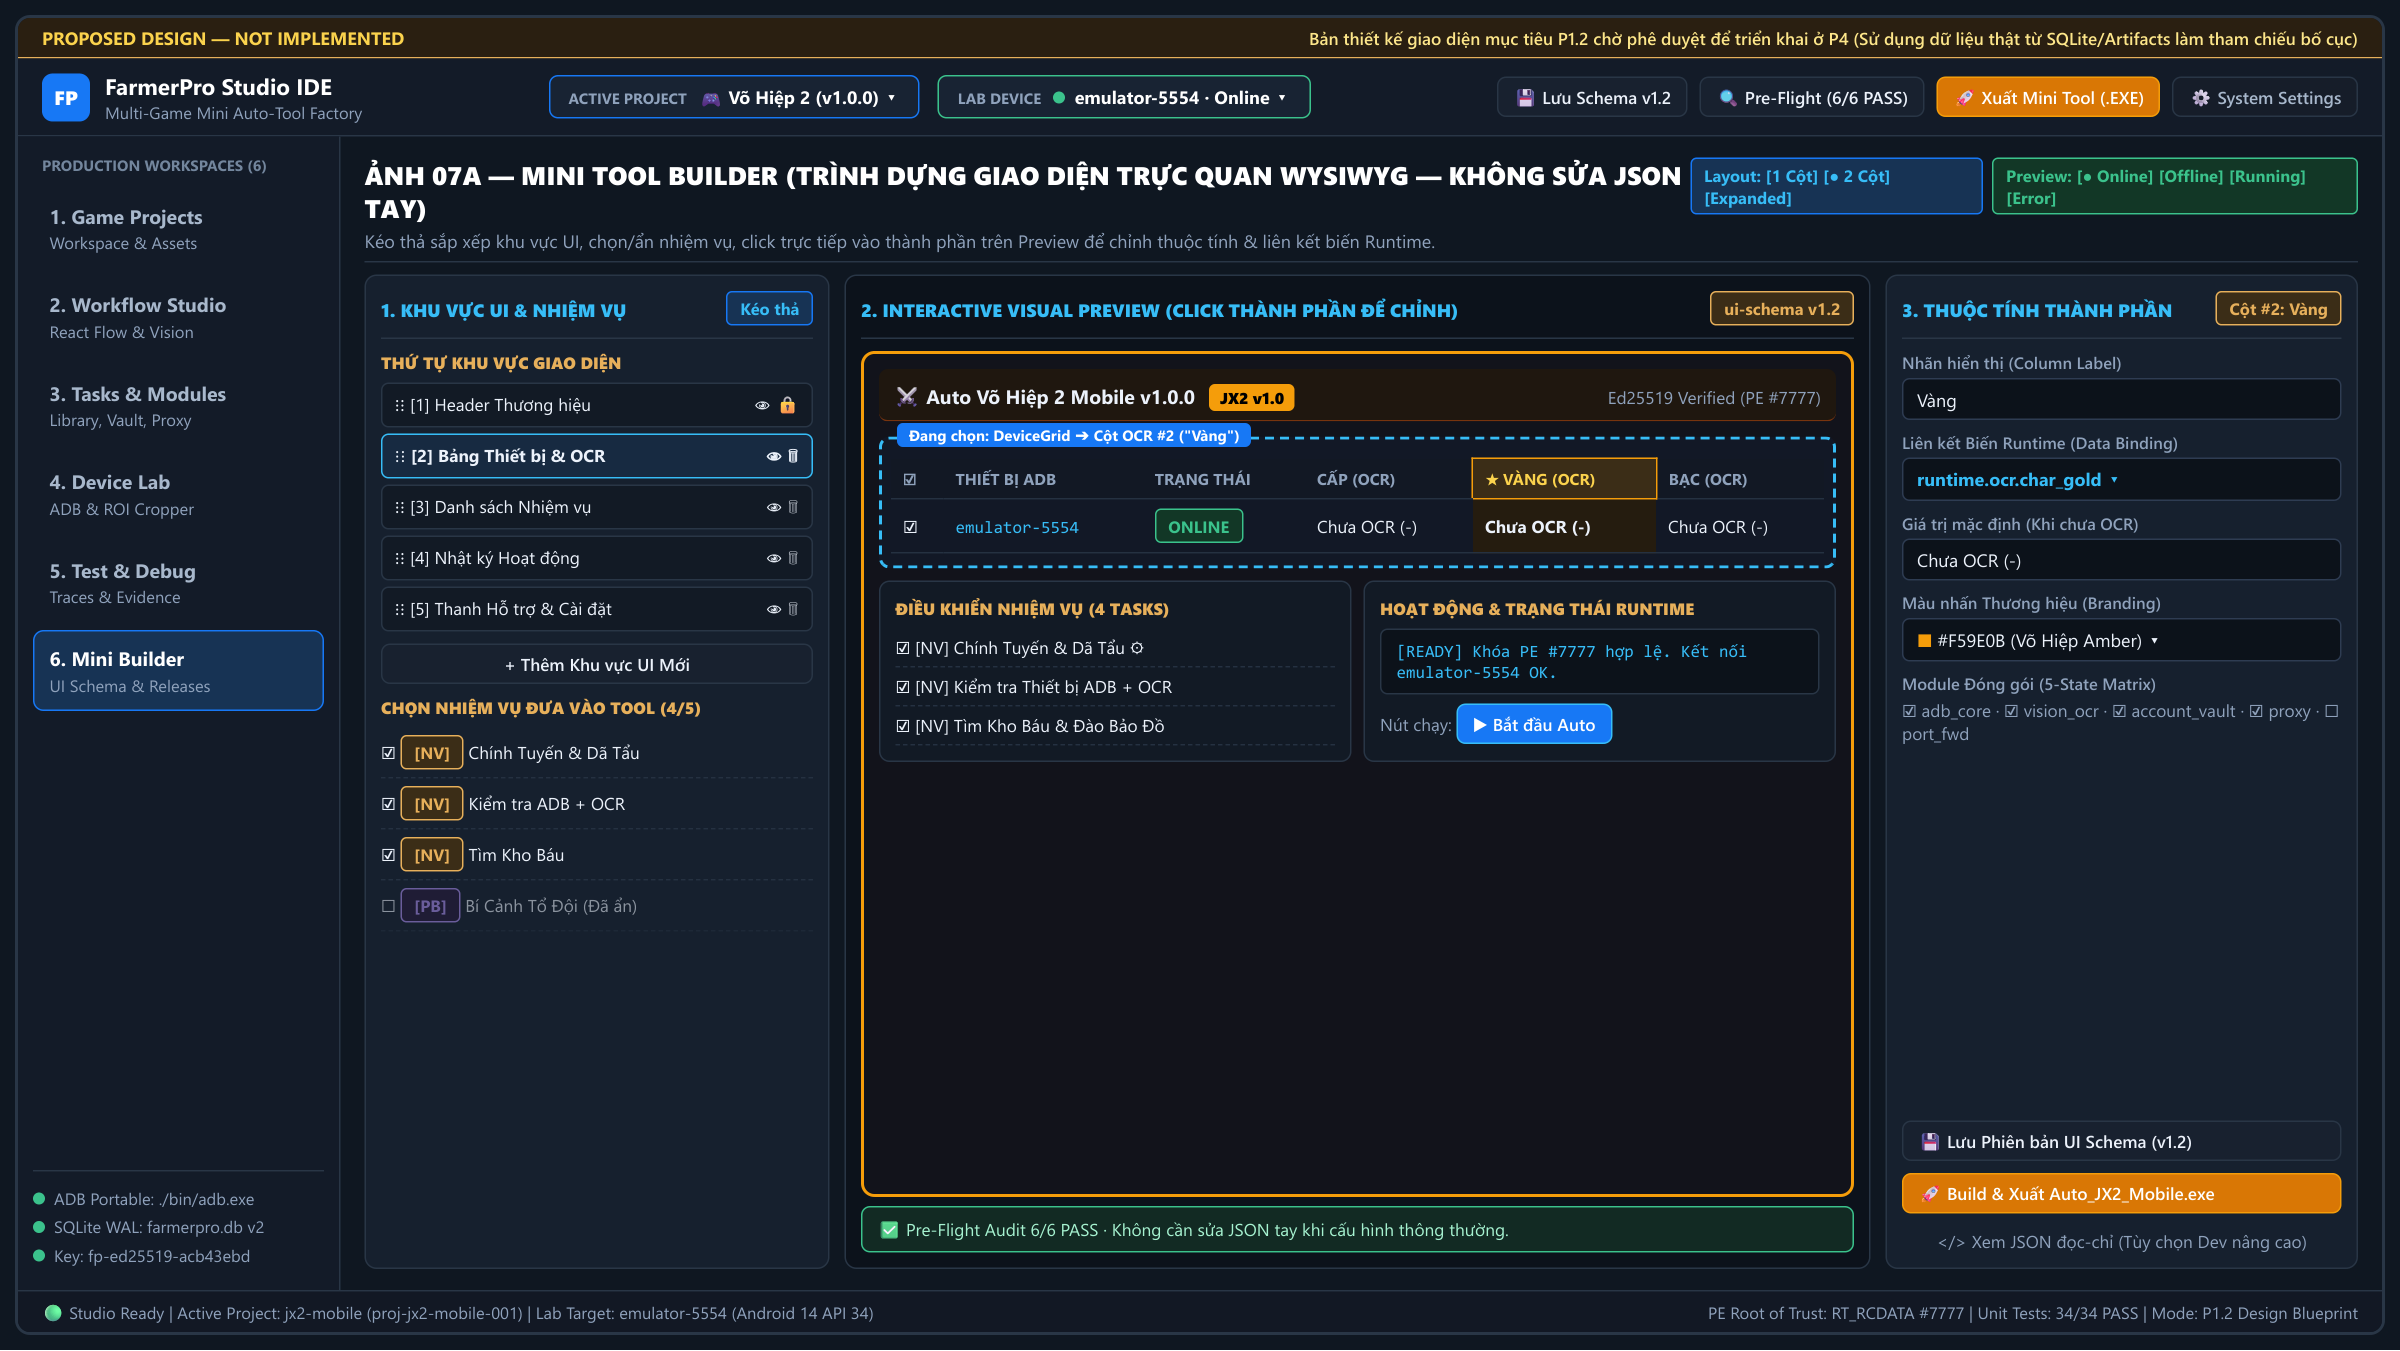 PROPOSED DESIGN — NOT IMPLEMENTED
Bản thiết kế giao diện mục tiêu P1.2 chờ phê duyệt để triển khai ở P4 (Sử dụng dữ liệu thật từ SQLite/Artifacts làm tham chiếu bố cục)
FP
FarmerPro Studio IDE
Multi-Game Mini Auto-Tool Factory
ACTIVE PROJECT 🎮 Võ Hiệp 2 (v1.0.0) ▾
LAB DEVICE ● emulator-5554 · Online ▾
💾 Lưu Schema v1.2
🔍 Pre-Flight (6/6 PASS)
🚀 Xuất Mini Tool (.EXE)
⚙️ System Settings
PRODUCTION WORKSPACES (6)
1. Game Projects
Workspace & Assets
2. Workflow Studio
React Flow & Vision
3. Tasks & Modules
Library, Vault, Proxy
4. Device Lab
ADB & ROI Cropper
5. Test & Debug
Traces & Evidence
6. Mini Builder
UI Schema & Releases
ADB Portable: ./bin/adb.exe
SQLite WAL: farmerpro.db v2
Key: fp-ed25519-acb43ebd
ẢNH 07A — MINI TOOL BUILDER (TRÌNH DỰNG GIAO DIỆN TRỰC QUAN WYSIWYG — KHÔNG SỬA JSON
TAY)
Layout: [1 Cột] [● 2 Cột]
[Expanded]
Preview: [● Online] [Offline] [Running]
[Error]
Kéo thả sắp xếp khu vực UI, chọn/ẩn nhiệm vụ, click trực tiếp vào thành phần trên Preview để chỉnh thuộc tính & liên kết biến Runtime.
1. KHU VỰC UI & NHIỆM VỤ
Kéo thả
THỨ TỰ KHU VỰC GIAO DIỆN
⠿ [1] Header Thương hiệu 👁 🔒
⠿ [2] Bảng Thiết bị & OCR 👁 🗑
⠿ [3] Danh sách Nhiệm vụ 👁 🗑
⠿ [4] Nhật ký Hoạt động 👁 🗑
⠿ [5] Thanh Hỗ trợ & Cài đặt 👁 🗑
+ Thêm Khu vực UI Mới
CHỌN NHIỆM VỤ ĐƯA VÀO TOOL (4/5)
☑ [NV] Chính Tuyến & Dã Tẩu
☑ [NV] Kiểm tra ADB + OCR
☑ [NV] Tìm Kho Báu
☐ [PB] Bí Cảnh Tổ Đội (Đã ẩn)
2. INTERACTIVE VISUAL PREVIEW (CLICK THÀNH PHẦN ĐỂ CHỈNH)
ui-schema v1.2
⚔️ Auto Võ Hiệp 2 Mobile v1.0.0 JX2 v1.0
Ed25519 Verified (PE #7777)
Đang chọn: DeviceGrid ➔ Cột OCR #2 ("Vàng")
☑ THIẾT BỊ ADB TRẠNG THÁI CẤP (OCR) ★ VÀNG (OCR) BẠC (OCR)
☑ emulator-5554 ONLINE Chưa OCR (-) Chưa OCR (-) Chưa OCR (-)
ĐIỀU KHIỂN NHIỆM VỤ (4 TASKS)
☑ [NV] Chính Tuyến & Dã Tẩu ⚙
☑ [NV] Kiểm tra Thiết bị ADB + OCR
☑ [NV] Tìm Kho Báu & Đào Bảo Đồ
HOẠT ĐỘNG & TRẠNG THÁI RUNTIME
[READY] Khóa PE #7777 hợp lệ. Kết nối
emulator-5554 OK.
Nút chạy: ▶ Bắt đầu Auto
✅ Pre-Flight Audit 6/6 PASS · Không cần sửa JSON tay khi cấu hình thông thường.
3. THUỘC TÍNH THÀNH PHẦN
Cột #2: Vàng
Nhãn hiển thị (Column Label)
Vàng
Liên kết Biến Runtime (Data Binding)
runtime.ocr.char_gold ▾
Giá trị mặc định (Khi chưa OCR)
Chưa OCR (-)
Màu nhấn Thương hiệu (Branding)
■ #F59E0B (Võ Hiệp Amber) ▾
Module Đóng gói (5-State Matrix)
☑ adb_core · ☑ vision_ocr · ☑ account_vault · ☑ proxy · ☐
port_fwd
💾 Lưu Phiên bản UI Schema (v1.2)
🚀 Build & Xuất Auto_JX2_Mobile.exe
</> Xem JSON đọc-chỉ (Tùy chọn Dev nâng cao)
Studio Ready | Active Project: jx2-mobile (proj-jx2-mobile-001) | Lab Target: emulator-5554 (Android 14 API 34)
PE Root of Trust: RT_RCDATA #7777 | Unit Tests: 34/34 PASS | Mode: P1.2 Design Blueprint